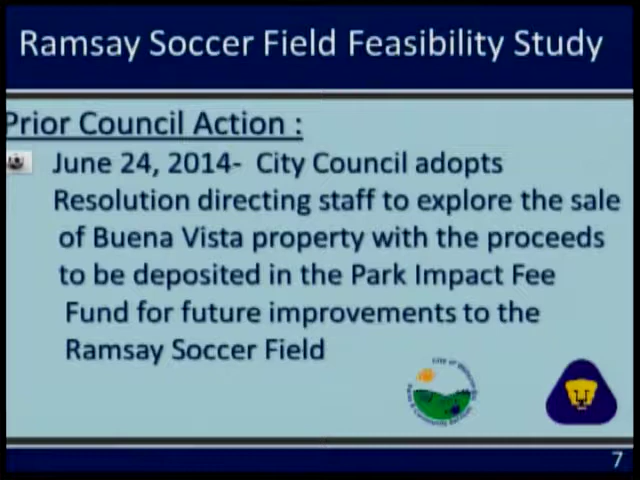 Ramsay Soccer Field Feasibility Study
Prior Council Action :
June 24, 2014- City Council adopts
Resolution directing staff to explore the sale
of Buena Vista property with the proceeds
to be deposited in the Park Impact Fee
Fund for future improvements to the
Ramsay Soccer Field
7